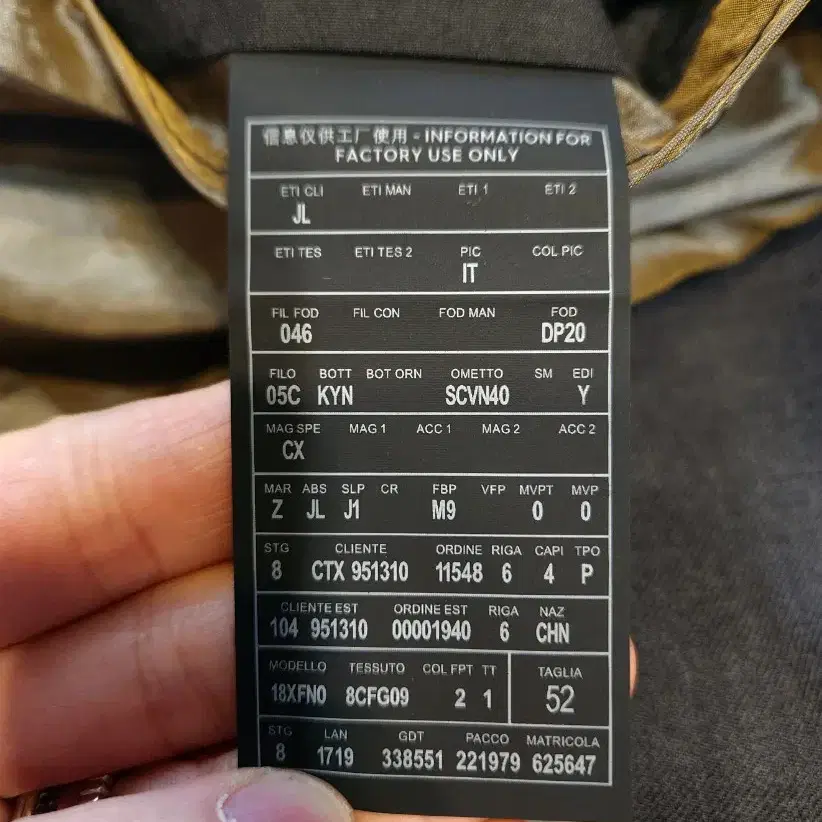 信息仅供工厂使用 - INFORMATION FOR
FACTORY USE ONLY
ETI CLI ETI MAN ETI 1 ETI 2
JL
ETI TES ETI TES 2 PIC COL PIC
IT
FIL FOD FIL CON FOD MAN FOD
046 DP20
FILO BOTT BOT ORN OMETTO SM EDI
05C KYN SCVN40 Y
MAG SPE MAG 1 ACC 1 MAG 2 ACC 2
CX
MAR ABS SLP CR FBP VFP MVPT MVP
Z JL J1 M9 0 0
STG CLIENTE ORDINE RIGA CAPI TPO
8 CTX 951310 11548 6 4 P
CLIENTE EST ORDINE EST RIGA NAZ
104 951310 00001940 6 CHN
MODELLO TESSUTO COL FPT TT TAGLIA
18XFN0 8CFG09 2 1 52
STG LAN GDT PACCO MATRICOLA
8 1719 338551 221979 625647